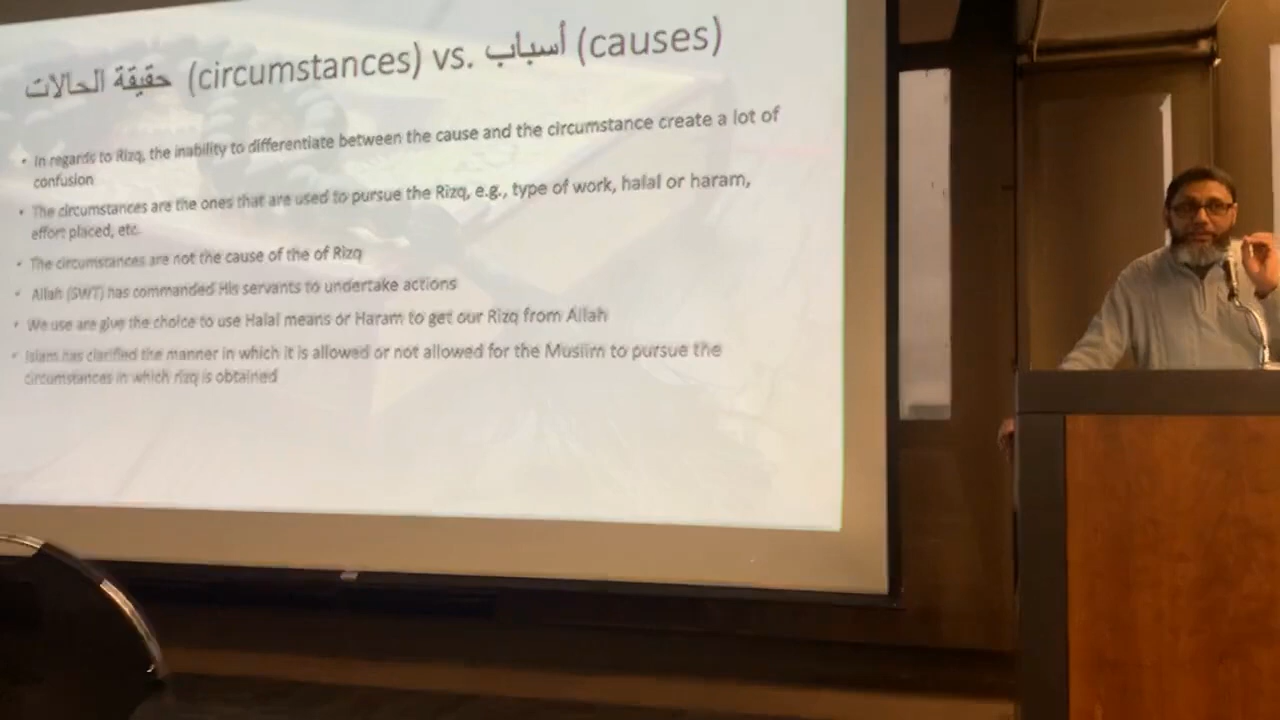 حقيقة الحالات (circumstances) vs. أسباب (causes)
• In regards to Rizq, the inability to differentiate between the cause and the circumstance create a lot of
confusion
• The circumstances are the ones that are used to pursue the Rizq, e.g., type of work, halal or haram,
effort placed, etc.
• The circumstances are not the cause of the of Rizq
• Allah (SWT) has commanded His servants to undertake actions
• We use are give the choice to use Halal means or Haram to get our Rizq from Allah
• Islam has clarified the manner in which it is allowed or not allowed for the Muslim to pursue the
circumstances in which rizq is obtained